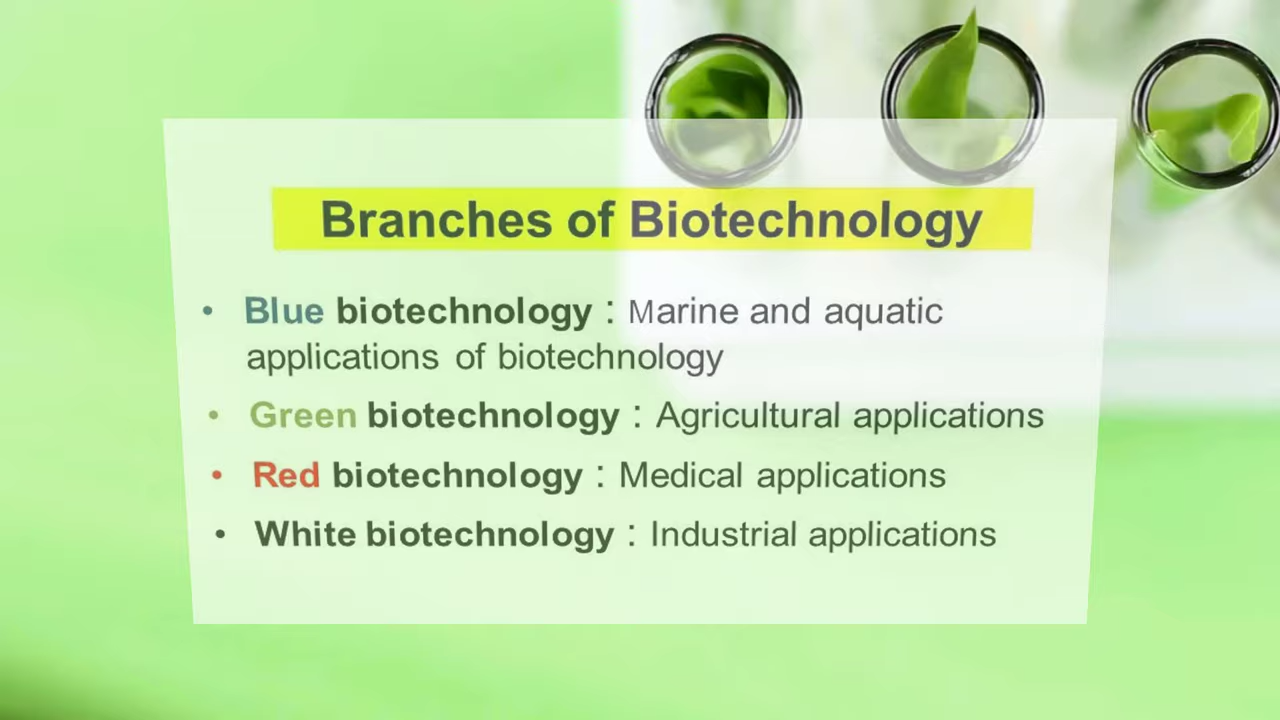 Branches of Biotechnology
• Blue biotechnology : Marine and aquatic
applications of biotechnology
• Green biotechnology : Agricultural applications
• Red biotechnology : Medical applications
• White biotechnology : Industrial applications